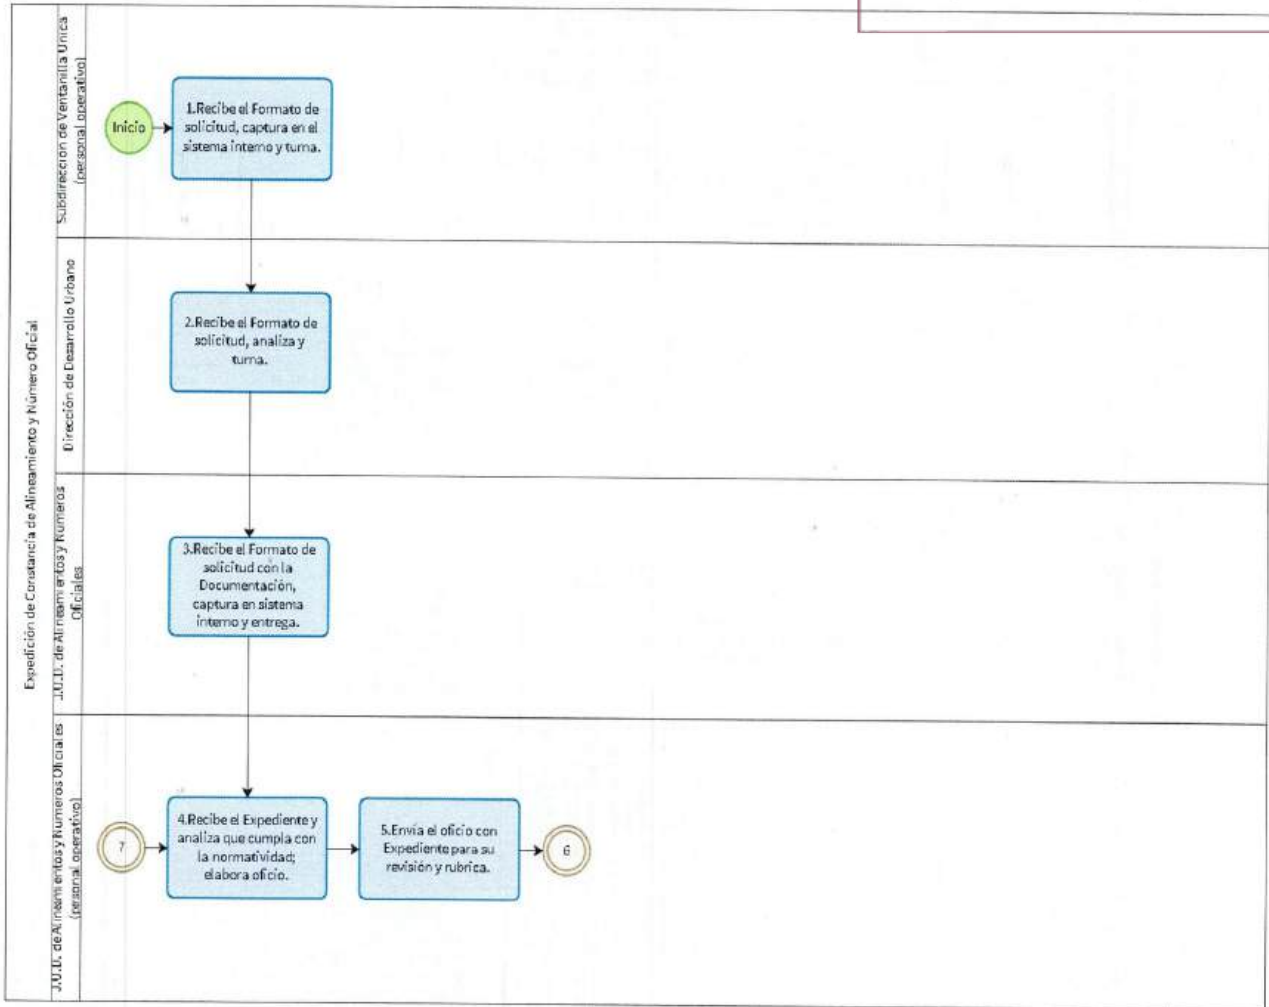 Expedición de Constancia de Alineamiento y Número Oficial
Subdirección de Ventanilla Única
(personal operativo)
Inicio
1.Recibe el Formato de
solicitud, captura en el
sistema interno y turna.
Dirección de Desarrollo Urbano
2.Recibe el Formato de
solicitud, analiza y
turna.
J.U.D. de Alineamientos y Números
Oficiales
3.Recibe el Formato de
solicitud con la
Documentación,
captura en sistema
interno y entrega.
J.U.D. de Alineamientos y Números Oficiales
(personal operativo)
7
4.Recibe el Expediente y
analiza que cumpla con
la normatividad;
elabora oficio.
5.Envía el oficio con
Expediente para su
revisión y rubrica.
6